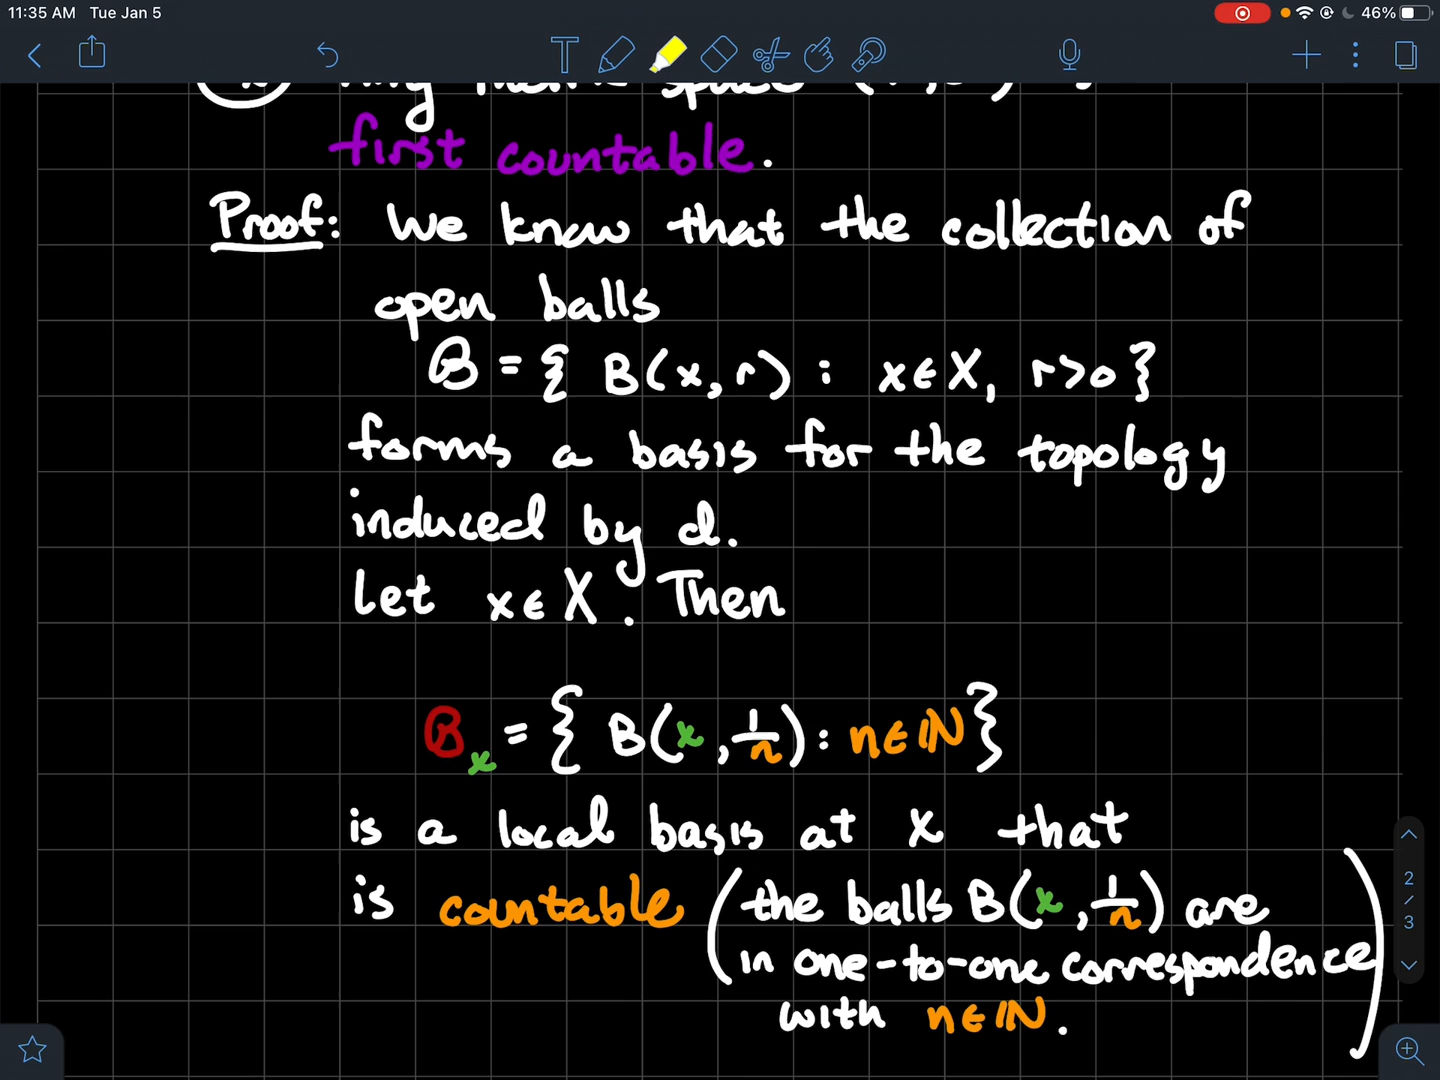 11:35 AM Tue Jan 5
46%
space
first countable.
Proof: We know that the collection of
open balls
B = { B(x, r) : x ∈ X, r > 0 }
forms a basis for the topology
induced by d.
Let x ∈ X. Then
B_x = { B(x, 1/n) : n ∈ ℕ }
is a local basis at x that
is countable (the balls B(x, 1/n) are
in one-to-one correspondence
with n ∈ ℕ. )
2
/
3